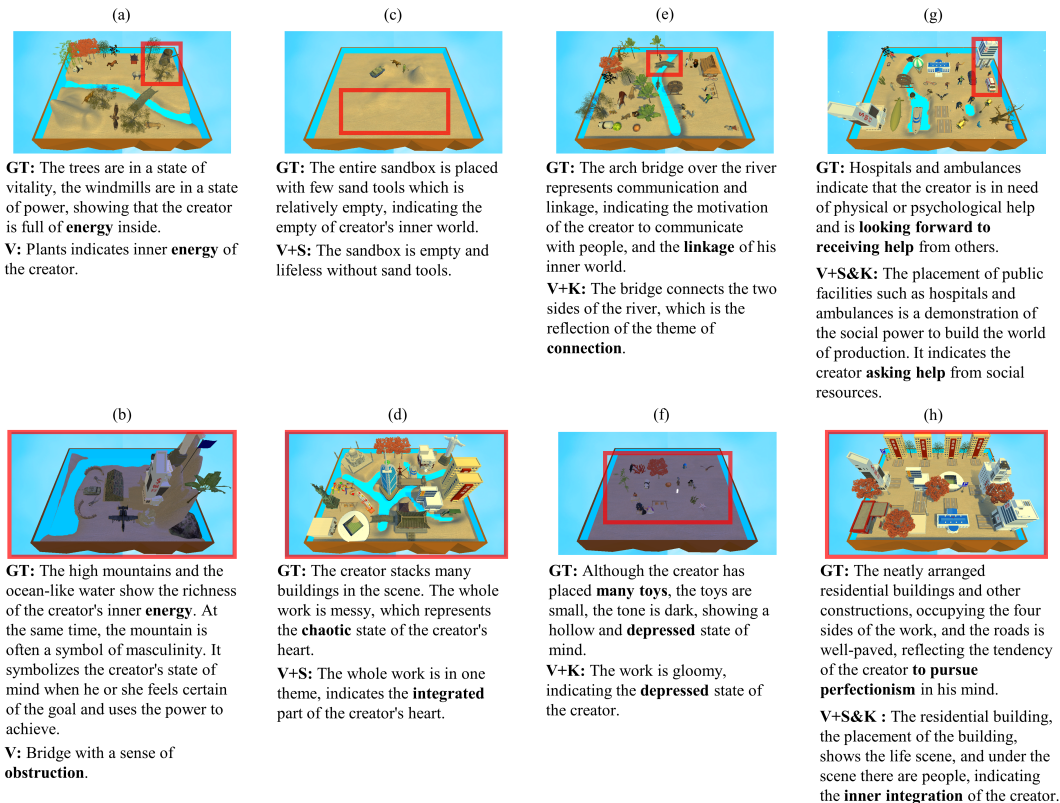 (a)
GT: The trees are in a state of
vitality, the windmills are in a state
of power, showing that the creator
is full of energy inside.
V: Plants indicates inner energy of
the creator.
(c)
GT: The entire sandbox is placed
with few sand tools which is
relatively empty, indicating the
empty of creator's inner world.
V+S: The sandbox is empty and
lifeless without sand tools.
(e)
GT: The arch bridge over the river
represents communication and
linkage, indicating the motivation
of the creator to communicate
with people, and the linkage of his
inner world.
V+K: The bridge connects the two
sides of the river, which is the
reflection of the theme of
connection.
(g)
GT: Hospitals and ambulances
indicate that the creator is in need
of physical or psychological help
and is looking forward to
receiving help from others.
V+S&K: The placement of public
facilities such as hospitals and
ambulances is a demonstration of
the social power to build the world
of production. It indicates the
creator asking help from social
resources.
(b)
GT: The high mountains and the
ocean-like water show the richness
of the creator's inner energy. At
the same time, the mountain is
often a symbol of masculinity. It
symbolizes the creator's state of
mind when he or she feels certain
of the goal and uses the power to
achieve.
V: Bridge with a sense of
obstruction.
(d)
GT: The creator stacks many
buildings in the scene. The whole
work is messy, which represents
the chaotic state of the creator's
heart.
V+S: The whole work is in one
theme, indicates the integrated
part of the creator's heart.
(f)
GT: Although the creator has
placed many toys, the toys are
small, the tone is dark, showing a
hollow and depressed state of
mind.
V+K: The work is gloomy,
indicating the depressed state of
the creator.
(h)
GT: The neatly arranged
residential buildings and other
constructions, occupying the four
sides of the work, and the roads is
well-paved, reflecting the tendency
of the creator to pursue
perfectionism in his mind.
V+S&K : The residential building,
the placement of the building,
shows the life scene, and under the
scene there are people, indicating
the inner integration of the creator.